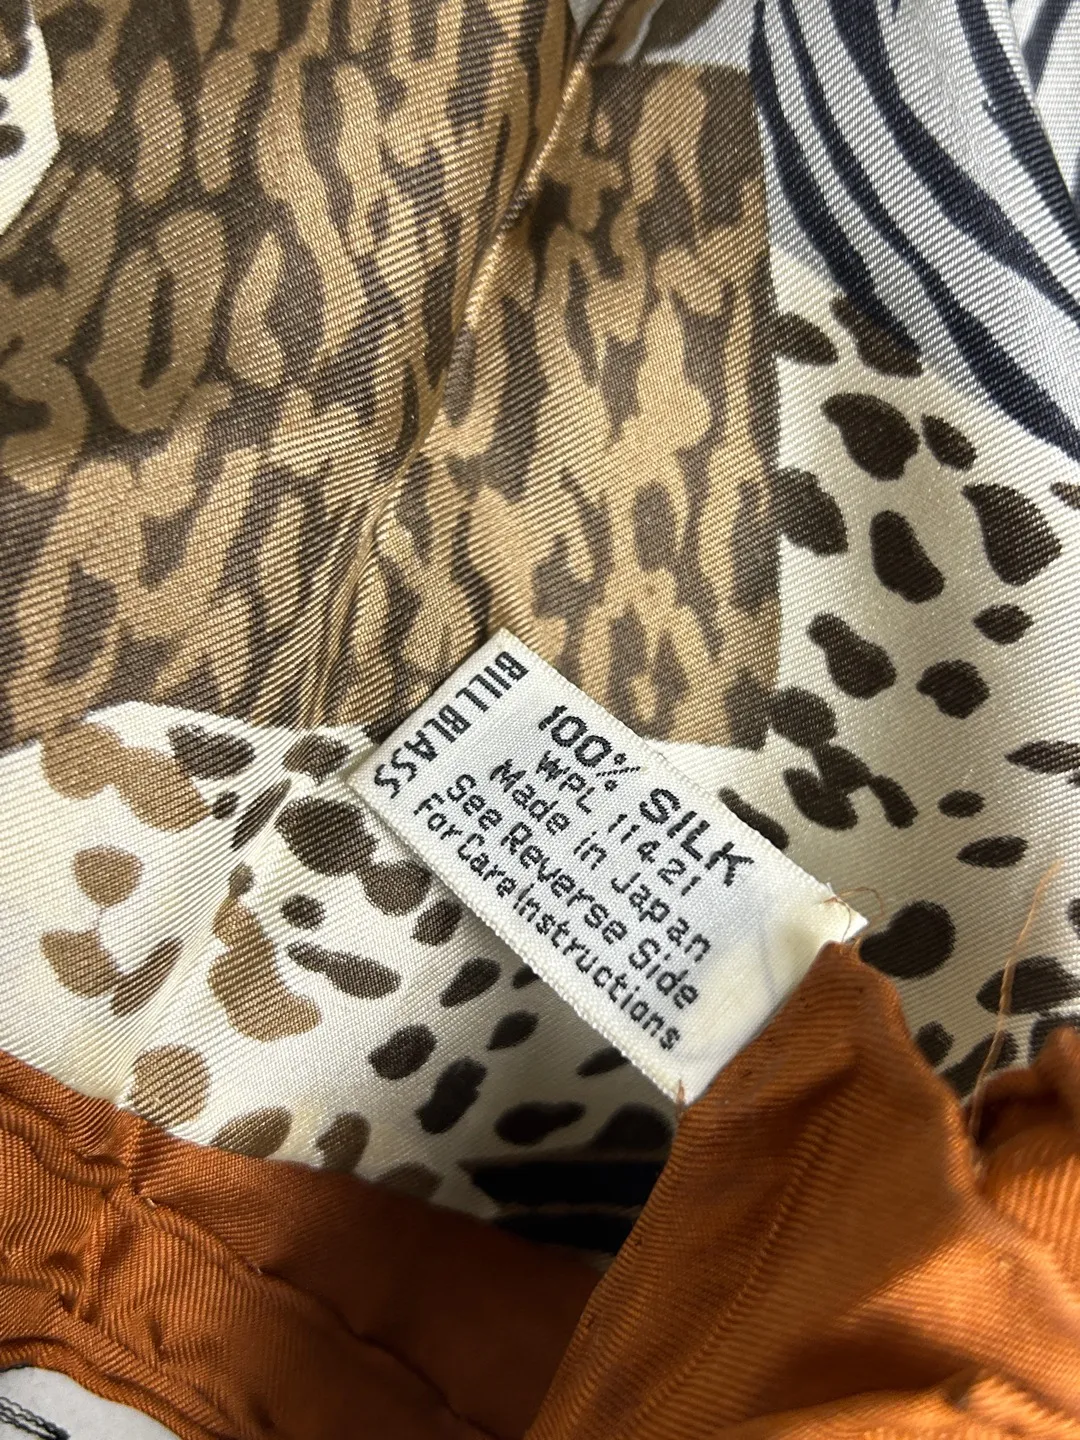 BILL BLASS
100% SILK
WPL 11421
Made in Japan
See Reverse Side
For Care Instructions